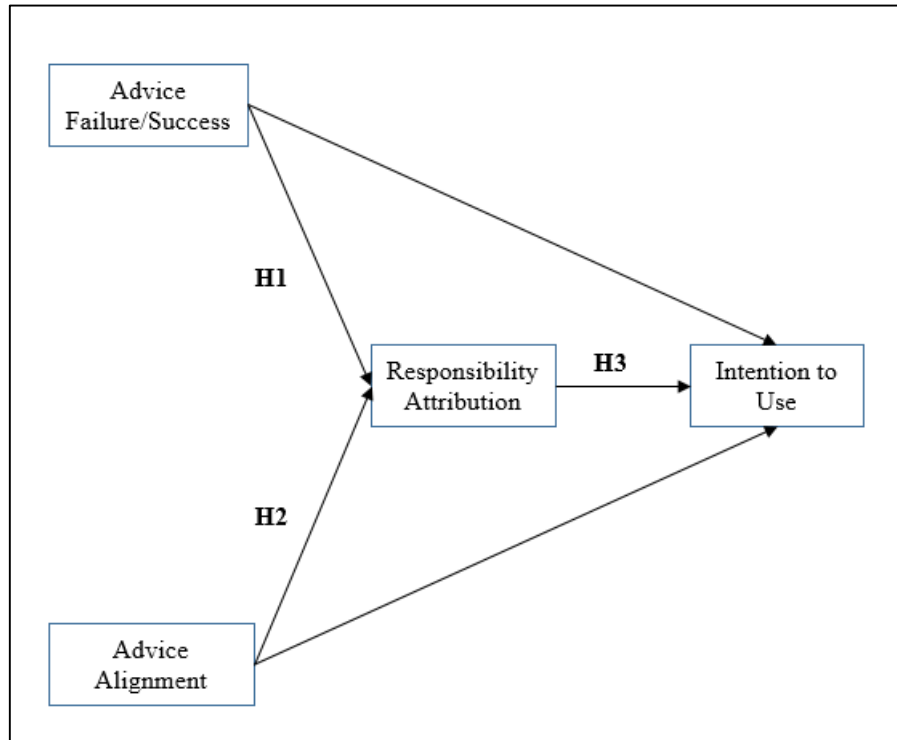 Advice
Failure/Success
H1
Responsibility
Attribution
H3
Intention to
Use
H2
Advice
Alignment